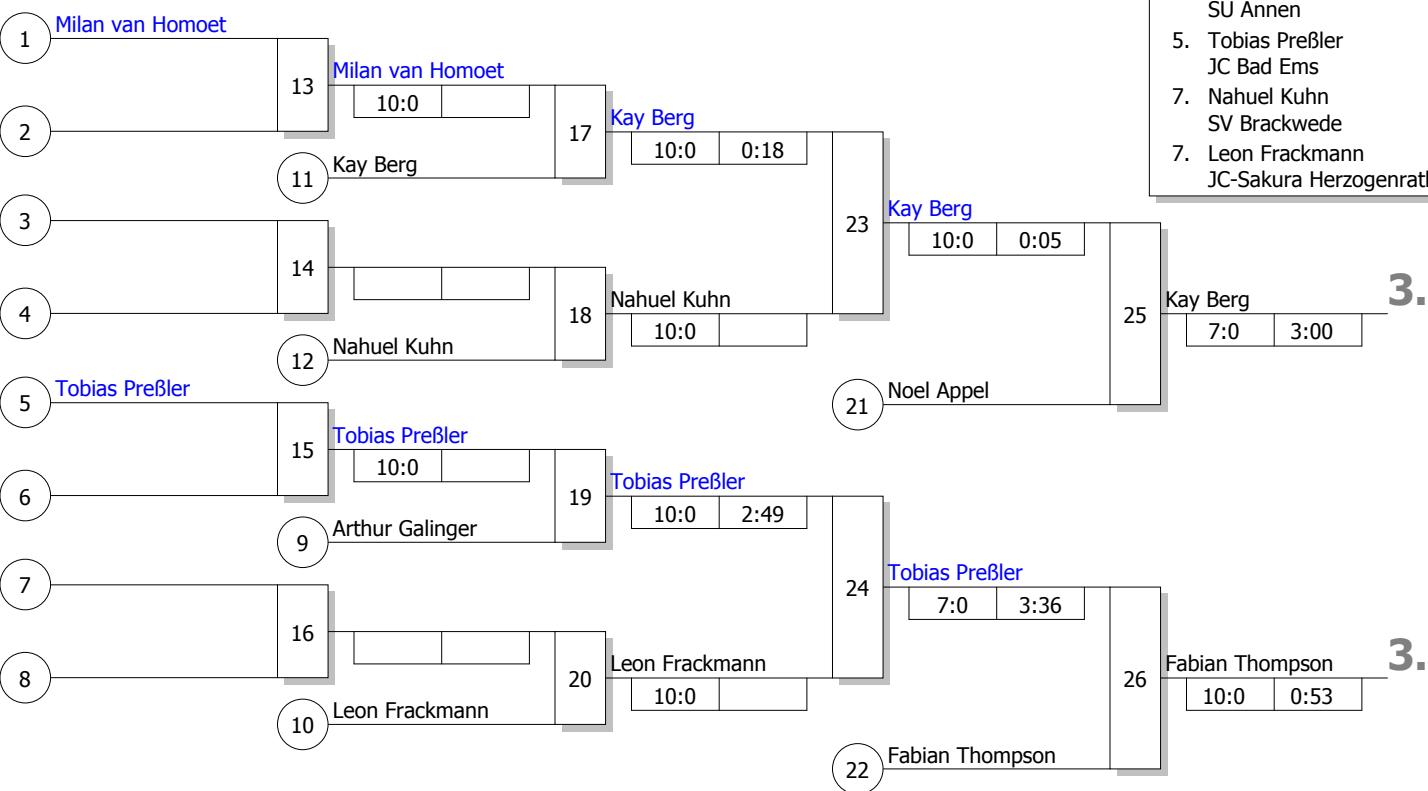 SU Annen
5. Tobias Preßler
JC Bad Ems
7. Nahuel Kuhn
SV Brackwede
7. Leon Frackmann
JC-Sakura Herzogenrath
1 Milan van Homoet
13 Milan van Homoet
10:0
2
17 Kay Berg
10:0 0:18
11 Kay Berg
3
23 Kay Berg
10:0 0:05
14
4
18 Nahuel Kuhn
10:0
12 Nahuel Kuhn
25 Kay Berg 3.
7:0 3:00
21 Noel Appel
5 Tobias Preßler
15 Tobias Preßler
10:0
6
19 Tobias Preßler
10:0 2:49
9 Arthur Galinger
7
24 Tobias Preßler
7:0 3:36
16
8
20 Leon Frackmann
10:0
10 Leon Frackmann
26 Fabian Thompson 3.
10:0 0:53
22 Fabian Thompson